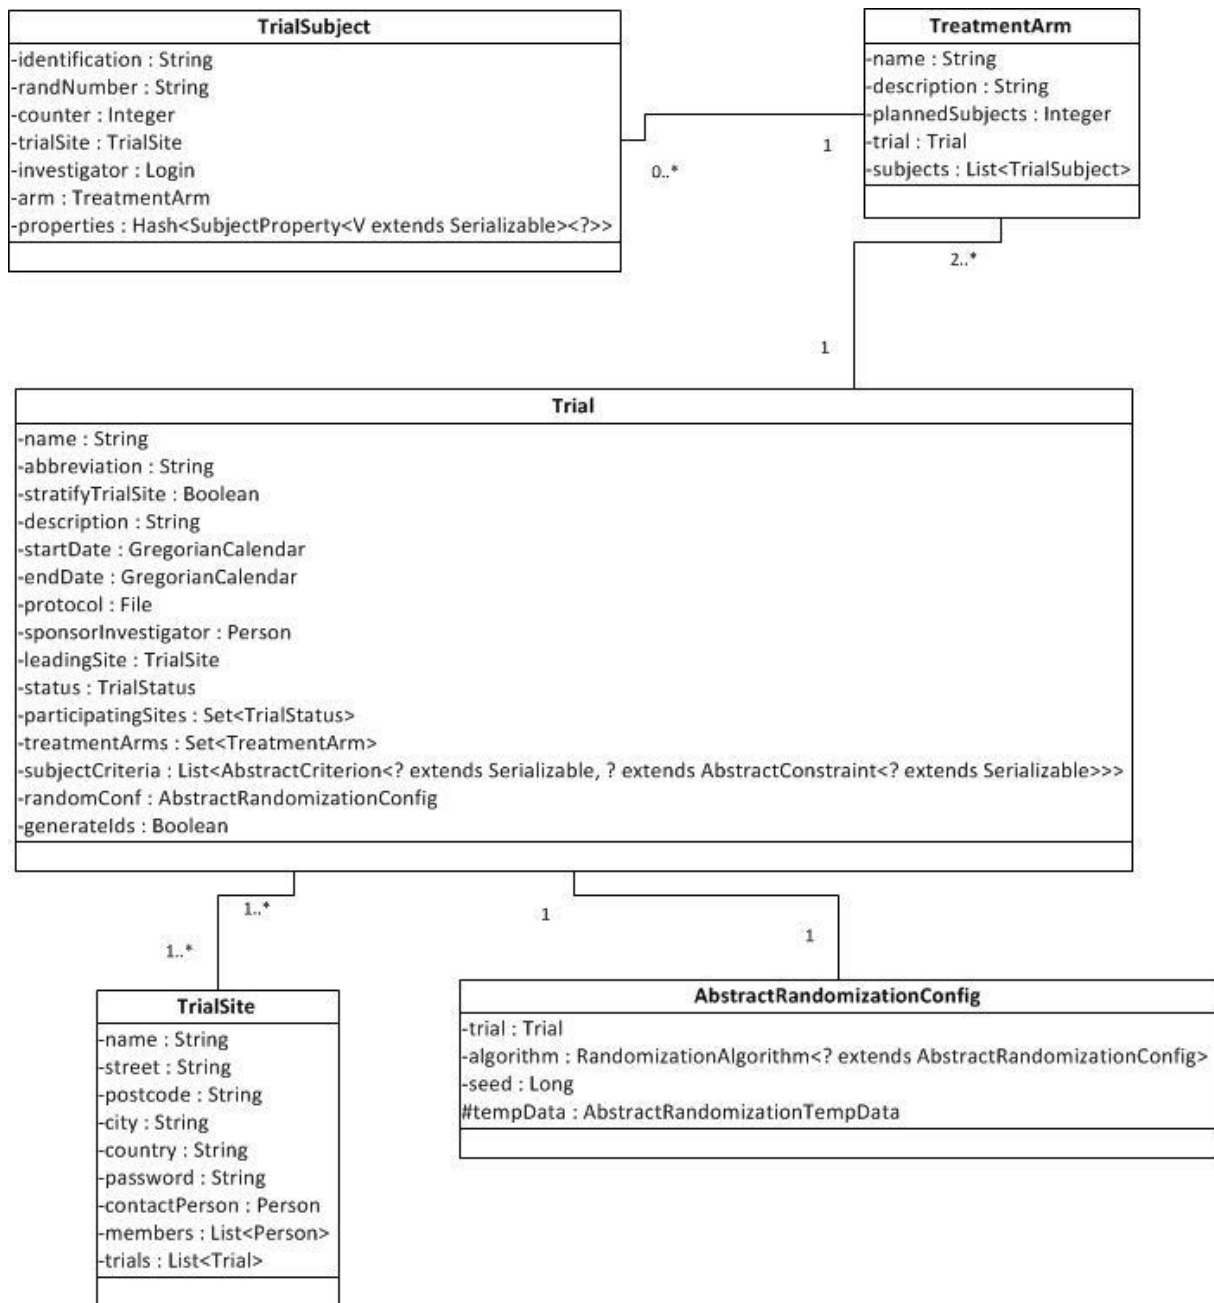 TrialSubject
-identification : String
-randNumber : String
-counter : Integer
-trialSite : TrialSite
-investigator : Login
-arm : TreatmentArm
-properties : Hash<SubjectProperty<V extends Serializable><?>>
TreatmentArm
-name : String
-description : String
-plannedSubjects : Integer
-trial : Trial
-subjects : List<TrialSubject>
1
0..*
2..*
1
Trial
-name : String
-abbreviation : String
-stratifyTrialSite : Boolean
-description : String
-startDate : GregorianCalendar
-endDate : GregorianCalendar
-protocol : File
-sponsorInvestigator : Person
-leadingSite : TrialSite
-status : TrialStatus
-participatingSites : Set<TrialStatus>
-treatmentArms : Set<TreatmentArm>
-subjectCriteria : List<AbstractCriterion<? extends Serializable, ? extends AbstractConstraint<? extends Serializable>>>
-randomConf : AbstractRandomizationConfig
-generateIds : Boolean
1..*
1
1
1..*
TrialSite
-name : String
-street : String
-postcode : String
-city : String
-country : String
-password : String
-contactPerson : Person
-members : List<Person>
-trials : List<Trial>
AbstractRandomizationConfig
-trial : Trial
-algorithm : RandomizationAlgorithm<? extends AbstractRandomizationConfig>
-seed : Long
#tempData : AbstractRandomizationTempData